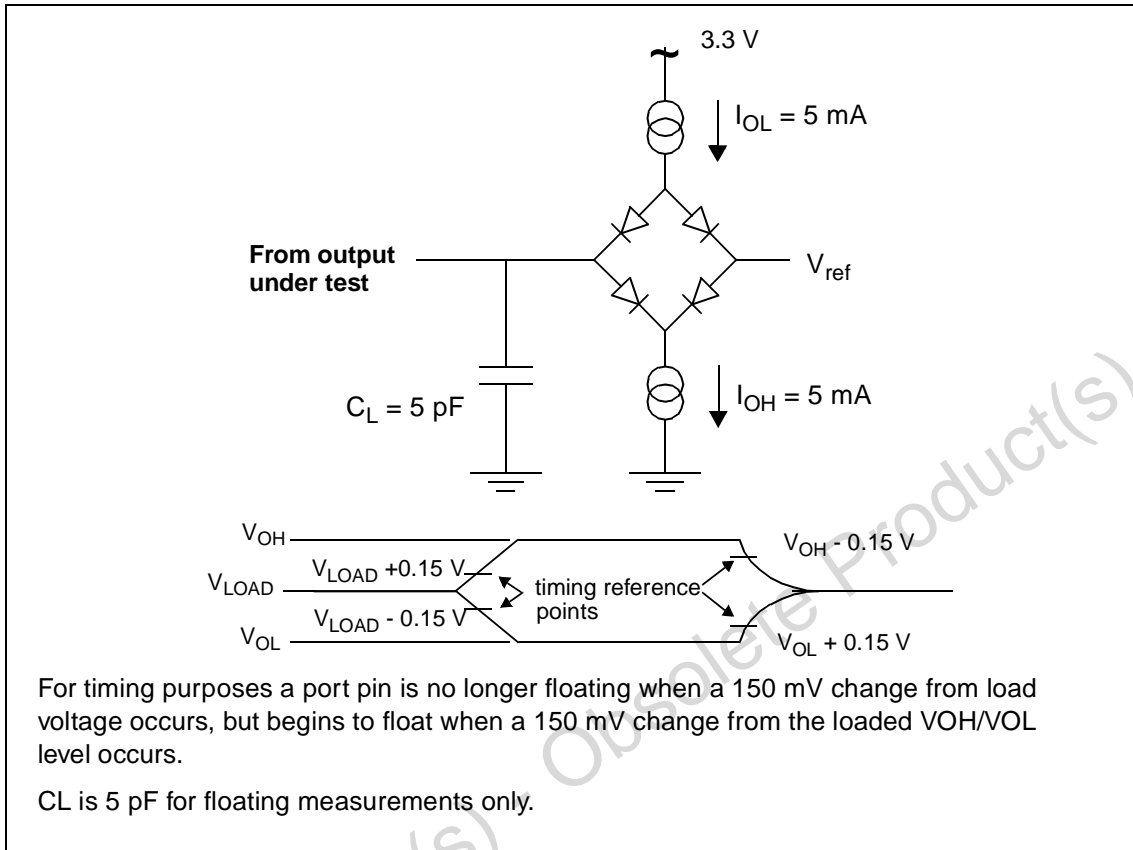 3.3 V
I_OL = 5 mA
From output
under test
V_ref
C_L = 5 pF
I_OH = 5 mA
V_OH
V_OH - 0.15 V
V_LOAD +0.15 V
V_LOAD
timing reference
points
V_LOAD - 0.15 V
V_OL
V_OL + 0.15 V
For timing purposes a port pin is no longer floating when a 150 mV change from load
voltage occurs, but begins to float when a 150 mV change from the loaded VOH/VOL
level occurs.
CL is 5 pF for floating measurements only.
(s) - Obsolete Product(s)